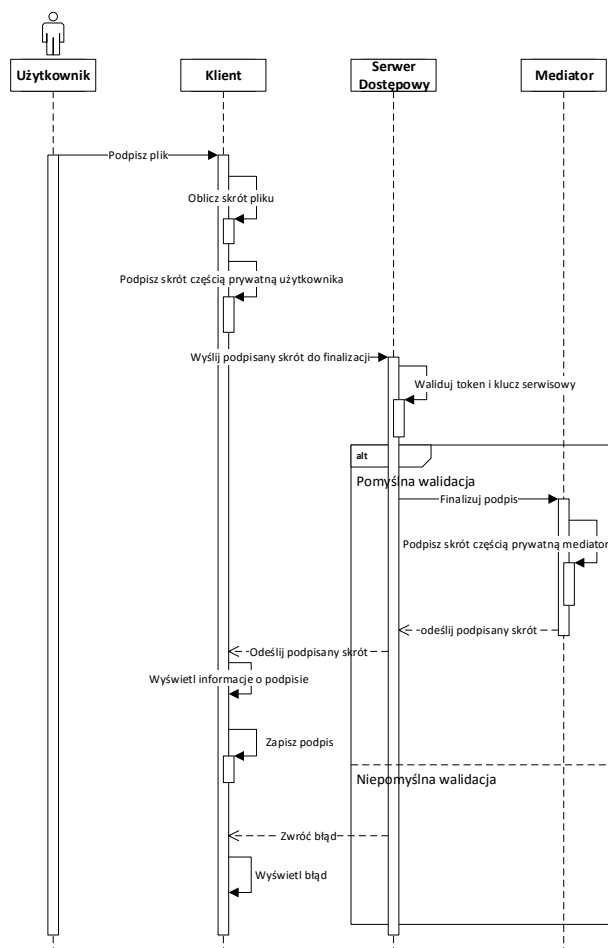 Użytkownik
Klient
Serwer
Dostępowy
Mediator
Podpisz plik
Oblicz skrót pliku
Podpisz skrót częścią prywatną użytkownika
Wyślij podpisany skrót do finalizacji
Waliduj token i klucz serwisowy
alt
Pomyślna walidacja
Finalizuj podpis
Podpisz skrót częścią prywatną mediator
odeślij podpisany skrót
Odeślij podpisany skrót
Wyświetl informacje o podpisie
Zapisz podpis
Niepomyślna walidacja
Zwróć błąd
Wyświetl błąd